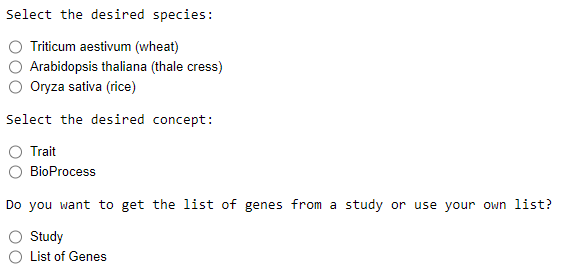 Select the desired species:
Triticum aestivum (wheat)
Arabidopsis thaliana (thale cress)
Oryza sativa (rice)
Select the desired concept:
Trait
BioProcess
Do you want to get the list of genes from a study or use your own list?
Study
List of Genes